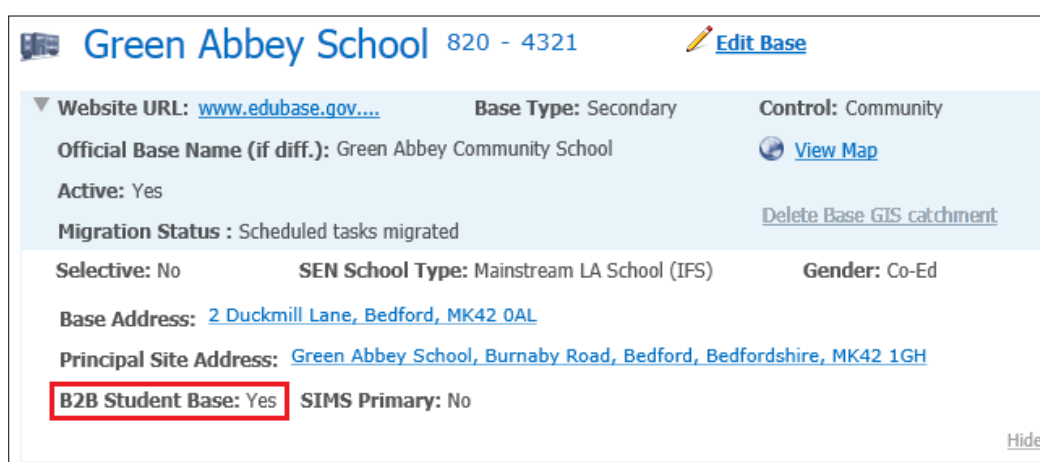 Green Abbey School 820 - 4321 Edit Base
Website URL: www.edubase.gov.... Base Type: Secondary Control: Community
Official Base Name (if diff.): Green Abbey Community School View Map
Active: Yes
Delete Base GIS catchment
Migration Status : Scheduled tasks migrated
Selective: No SEN School Type: Mainstream LA School (IFS) Gender: Co-Ed
Base Address: 2 Duckmill Lane, Bedford, MK42 0AL
Principal Site Address: Green Abbey School, Burnaby Road, Bedford, Bedfordshire, MK42 1GH
B2B Student Base: Yes SIMS Primary: No
Hide